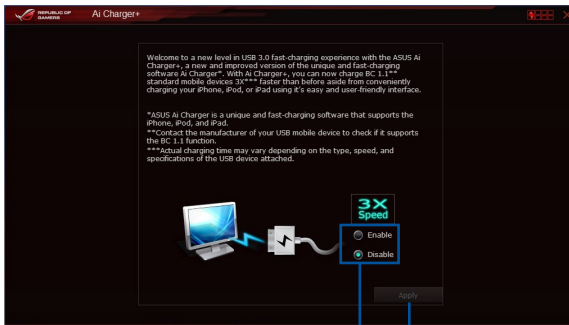 REPUBLIC OF
GAMERS
Ai Charger+
Welcome to a new level in USB 3.0 fast-charging experience with the ASUS Ai
Charger+, a new and improved version of the unique and fast-charging
software Ai Charger*. With Ai Charger+, you can now charge BC 1.1**
standard mobile devices 3X*** faster than before aside from conveniently
charging your iPhone, iPod, or iPad using it's easy and user-friendly interface.
*ASUS Ai Charger is a unique and fast-charging software that supports the
iPhone, iPod, and iPad.
**Contact the manufacturer of your USB mobile device to check if it supports
the BC 1.1 function.
***Actual charging time may vary depending on the type, speed, and
specifications of the USB device attached.
3X
Speed
Enable
Disable
Apply